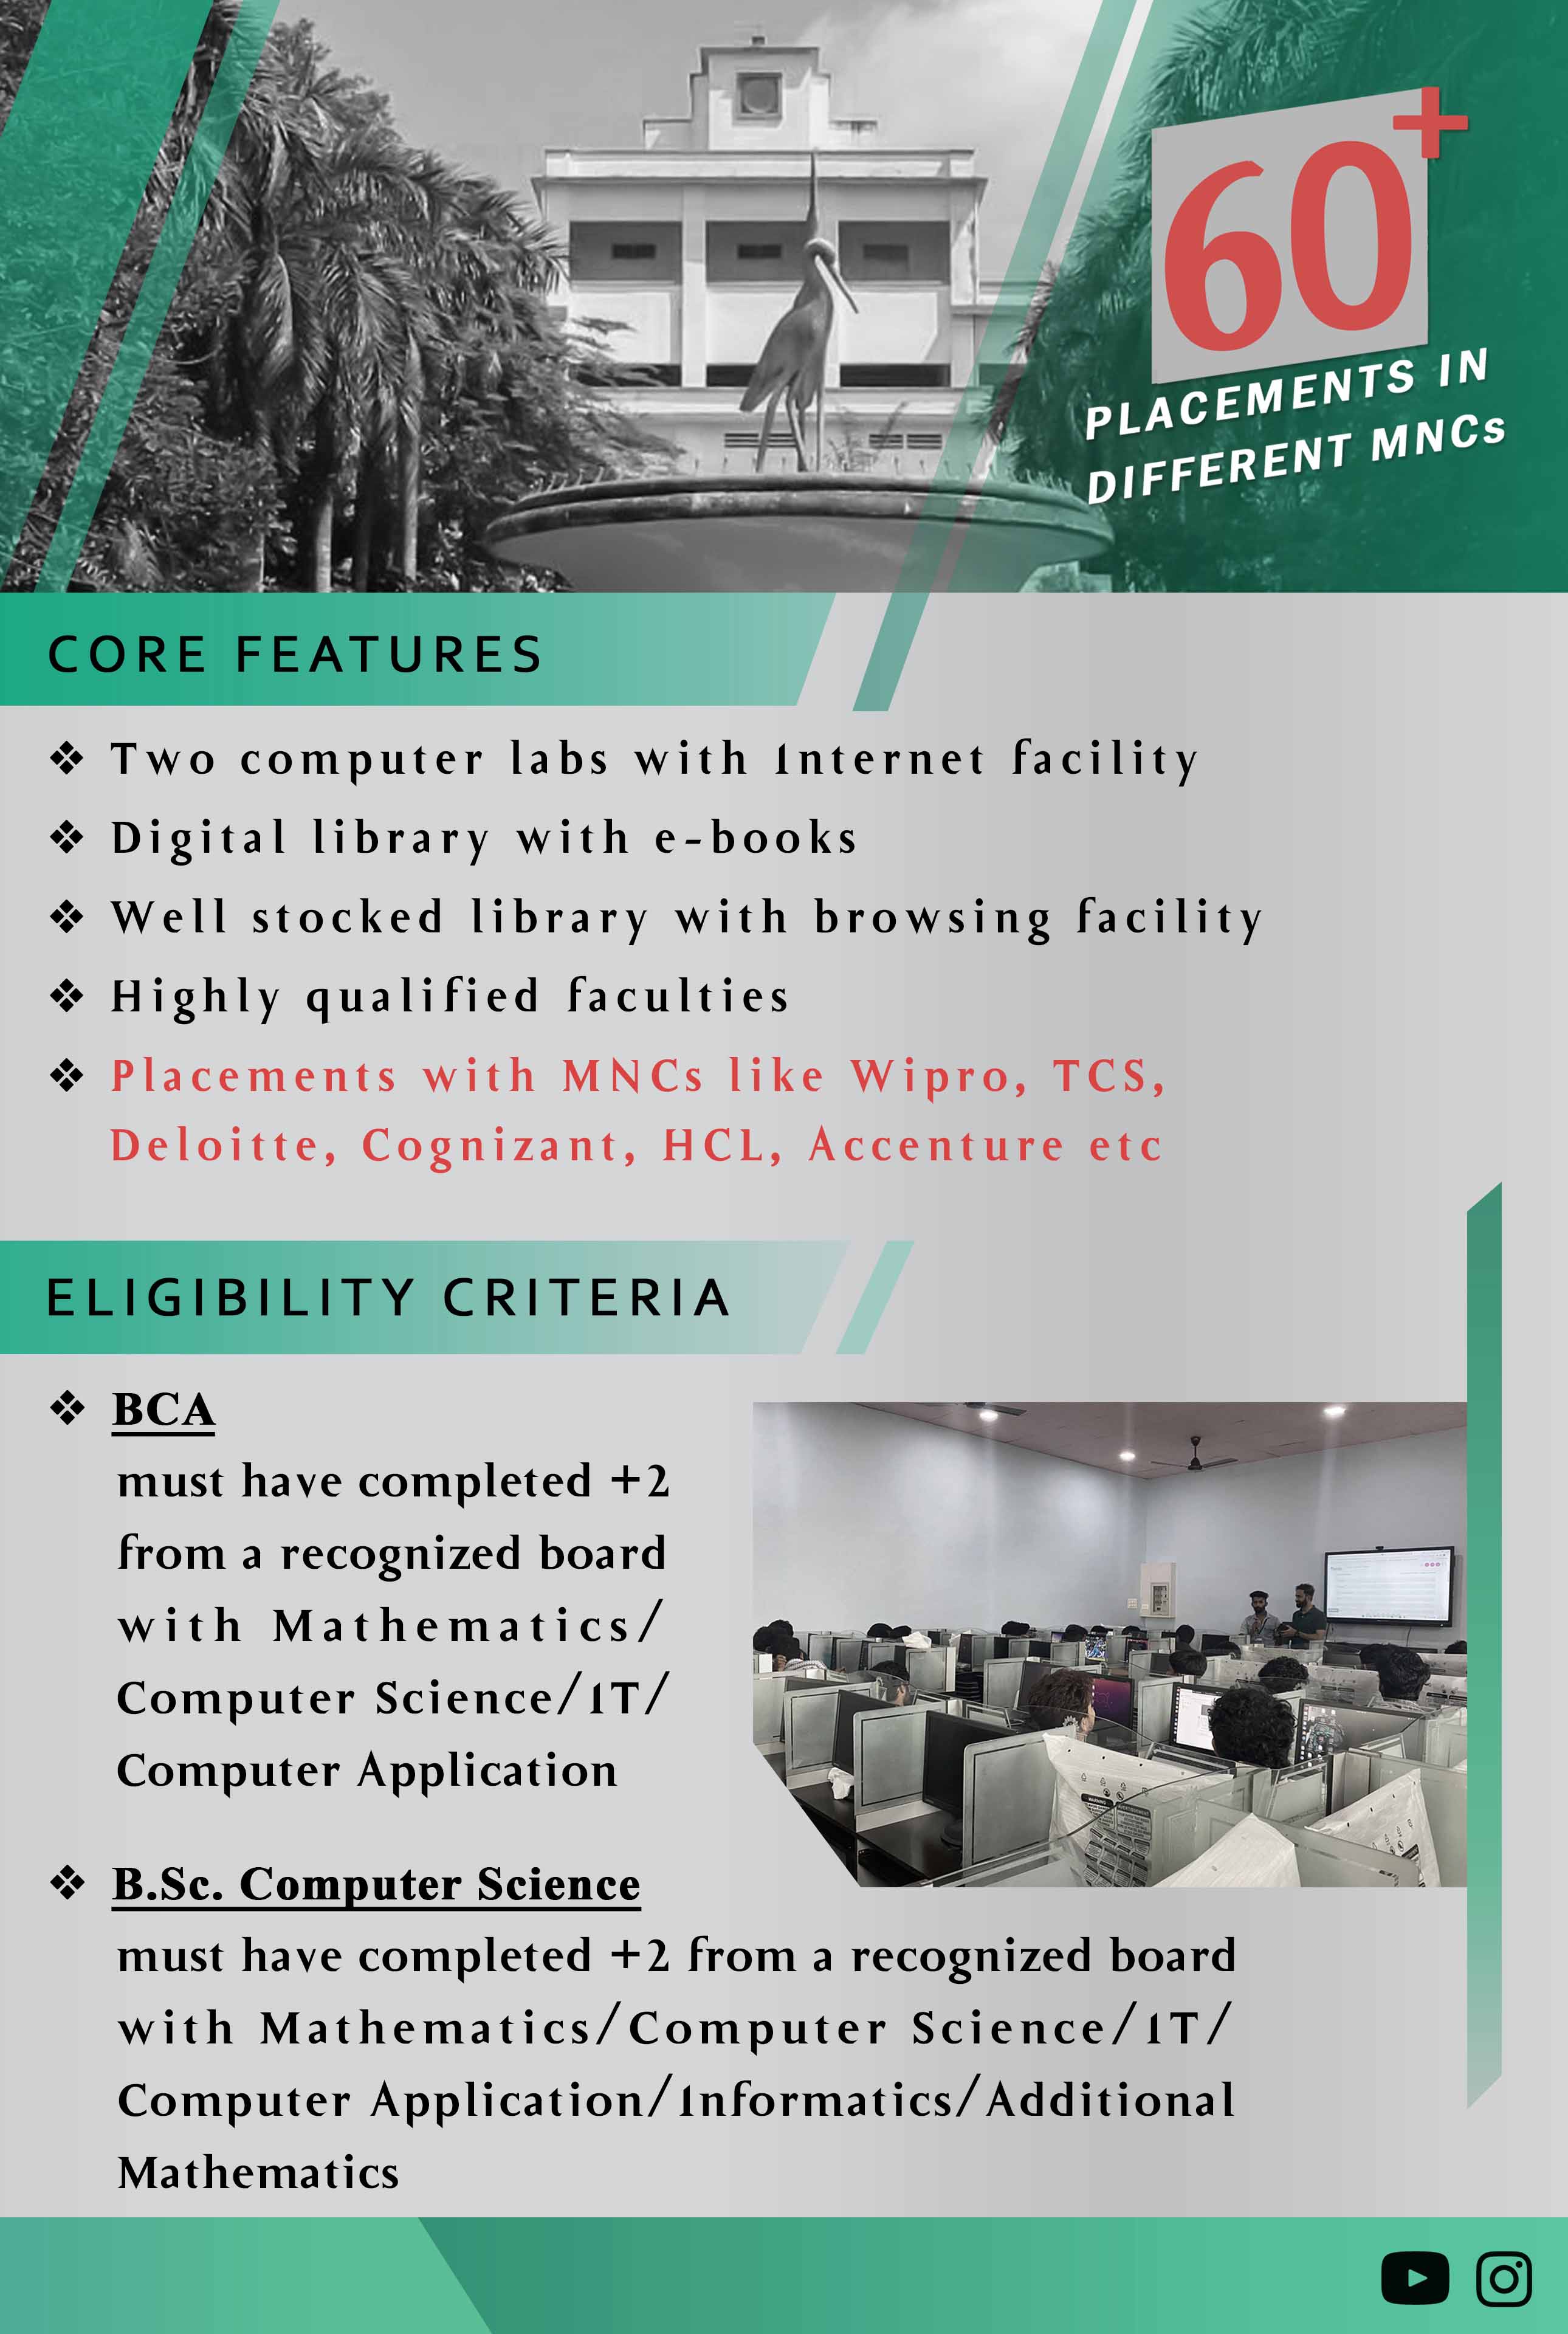 60+
PLACEMENTS IN
DIFFERENT MNCs
CORE FEATURES
❖ Two computer labs with Internet facility
❖ Digital library with e-books
❖ Well stocked library with browsing facility
❖ Highly qualified faculties
❖ Placements with MNCs like Wipro, TCS,
Deloitte, Cognizant, HCL, Accenture etc
ELIGIBILITY CRITERIA
❖ BCA
must have completed +2
from a recognized board
with Mathematics/
Computer Science/IT/
Computer Application
❖ B.Sc. Computer Science
must have completed +2 from a recognized board
with Mathematics/Computer Science/IT/
Computer Application/Informatics/Additional
Mathematics